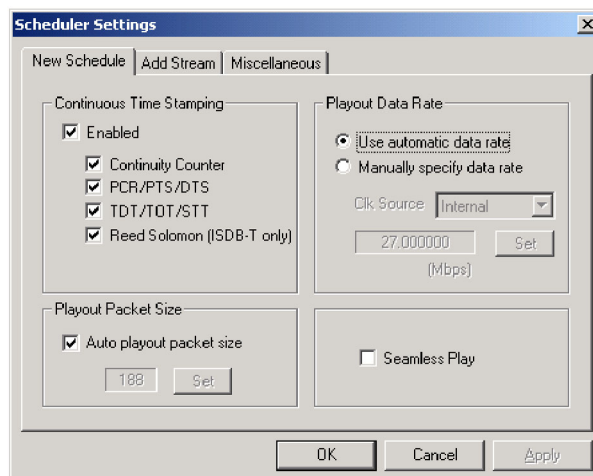 Scheduler Settings
New Schedule
Add Stream
Miscellaneous
Continuous Time Stamping
Enabled
Continuity Counter
PCR/PTS/DTS
TDT/TOT/STT
Reed Solomon (ISDB-T only)
Playout Data Rate
Use automatic data rate
Manually specify data rate
Clk Source
Internal
27.000000
Set
(Mbps)
Playout Packet Size
Auto playout packet size
188
Set
Seamless Play
OK
Cancel
Apply